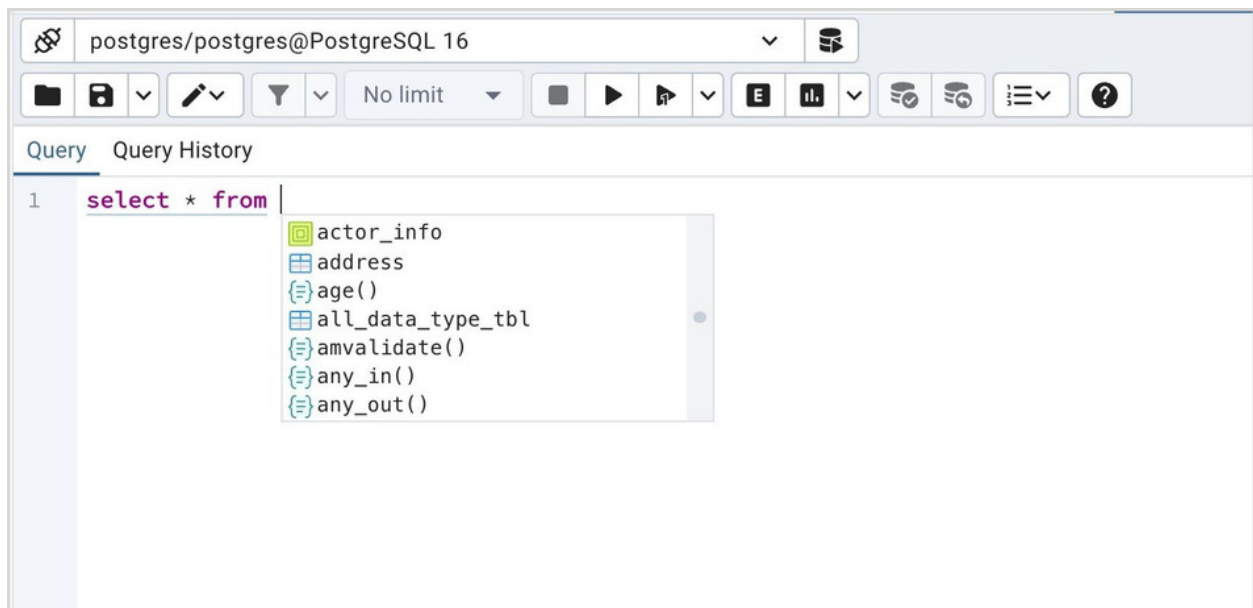 postgres/postgres@PostgreSQL 16
No limit
E
Query Query History
1 select * from
actor_info
address
age()
all_data_type_tbl
amvalidate()
any_in()
any_out()